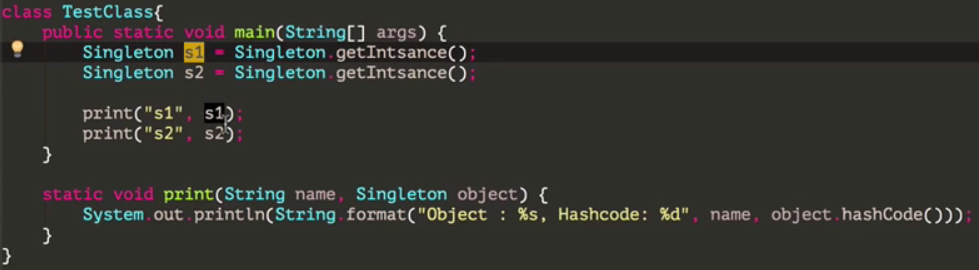 class TestClass{
public static void main(String[] args) {
Singleton s1 = Singleton.getIntsance();
Singleton s2 = Singleton.getIntsance();
print("s1", s1);
print("s2", s2);
}
static void print(String name, Singleton object) {
System.out.println(String.format("Object : %s, Hashcode: %d", name, object.hashCode()));
}
}